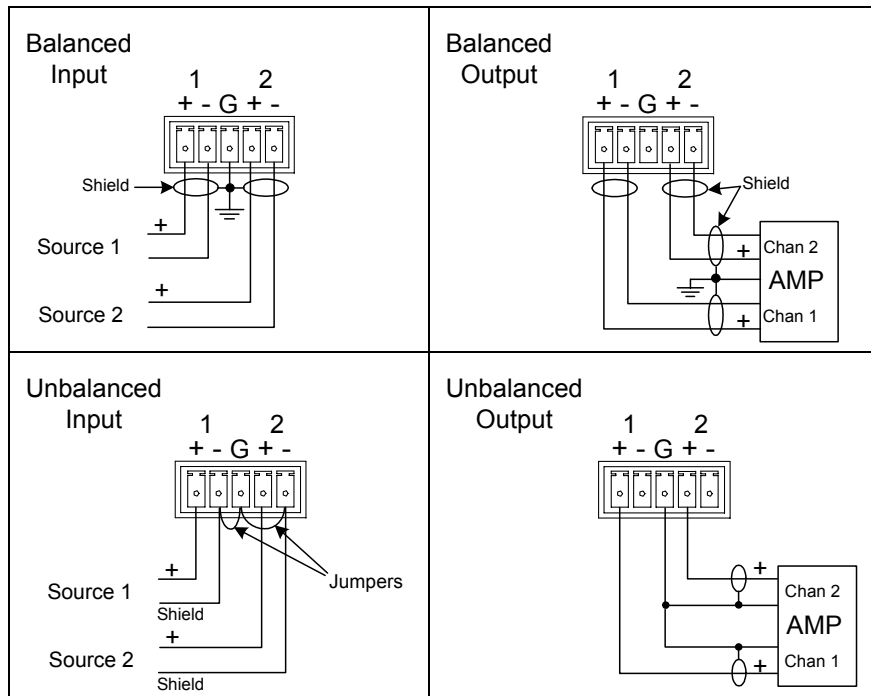 Balanced
Input
1 2
+ - G + -
Shield
+
Source 1
+
Source 2
Balanced
Output
1 2
+ - G + -
Shield
+ Chan 2
AMP
+ Chan 1
Unbalanced
Input
1 2
+ - G + -
+
Source 1
Shield
+
Source 2
Shield
Jumpers
Unbalanced
Output
1 2
+ - G + -
+
Chan 2
AMP
+ Chan 1